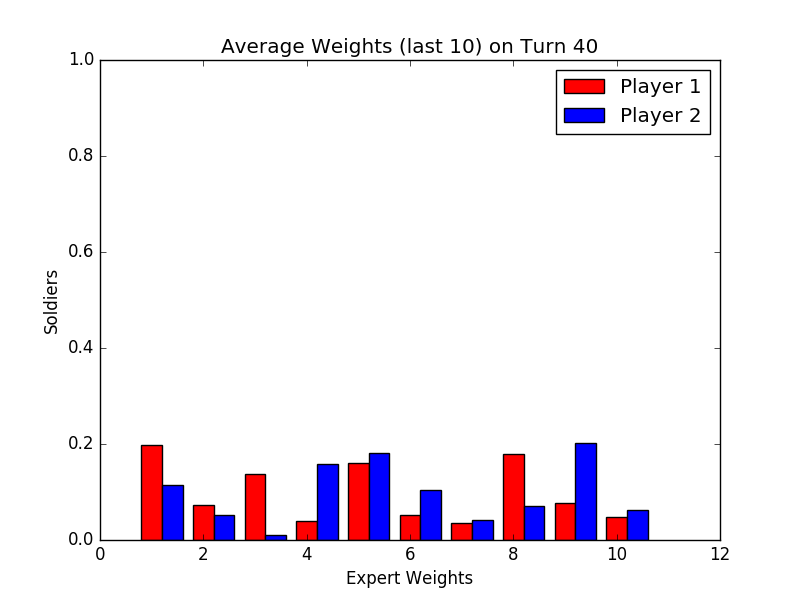 Average Weights (last 10) on Turn 40
1.0
Player 1
Player 2
0.8
0.6
Soldiers
0.4
0.2
0.0
0 2 4 6 8 10 12
Expert Weights